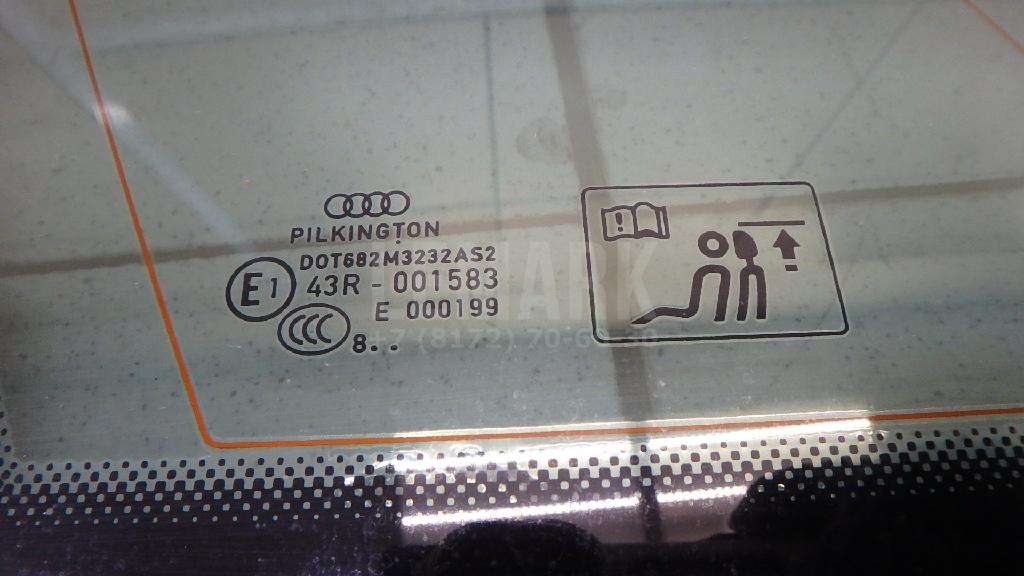 PILKINGTON
DOT682M3232AS2
E1 43R - 001583
E 000199
CCC 8..